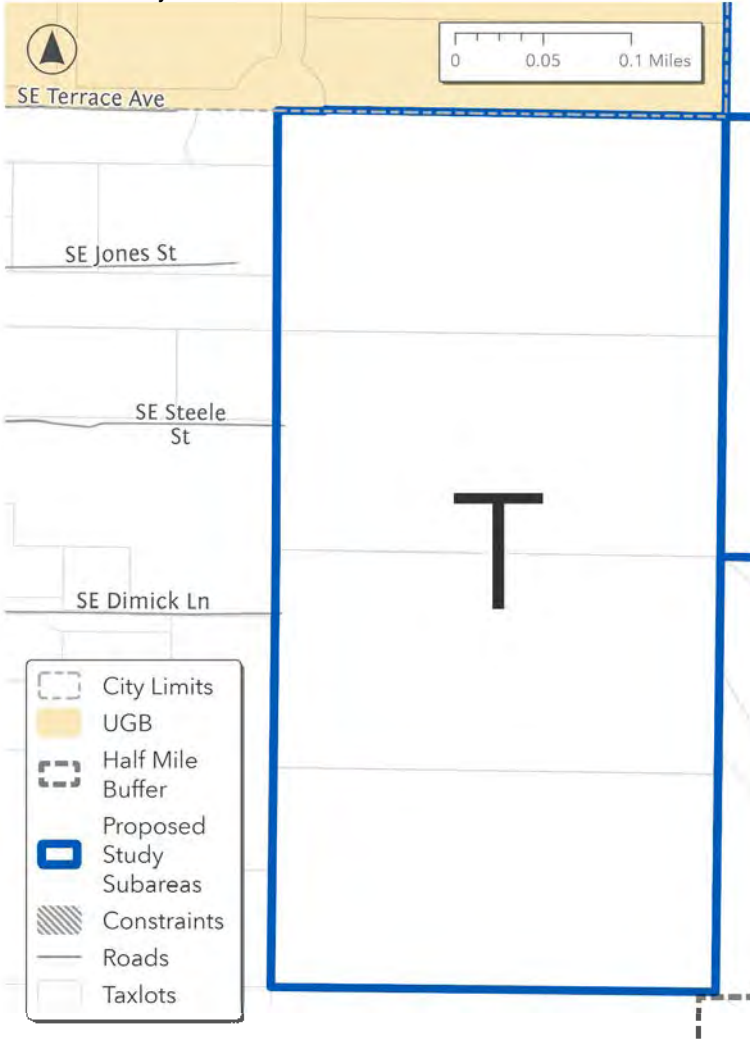 0 0.05 0.1 Miles
SE Terrace Ave
SE Jones St
SE Steele
St
T
SE Dimick Ln
City Limits
UGB
Half Mile
Buffer
Proposed
Study
Subareas
Constraints
Roads
Taxlots